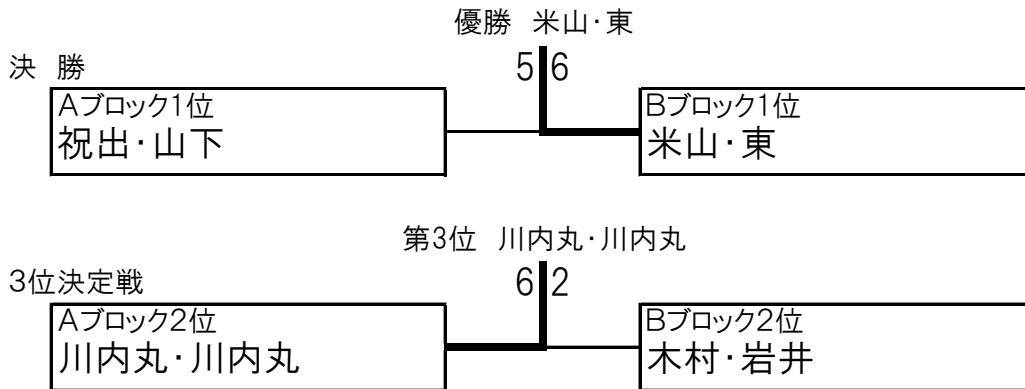 優勝 米山・東
決 勝
5 6
Aブロック1位
祝出・山下
Bブロック1位
米山・東
第3位 川内丸・川内丸
3位決定戦
6 2
Aブロック2位
川内丸・川内丸
Bブロック2位
木村・岩井